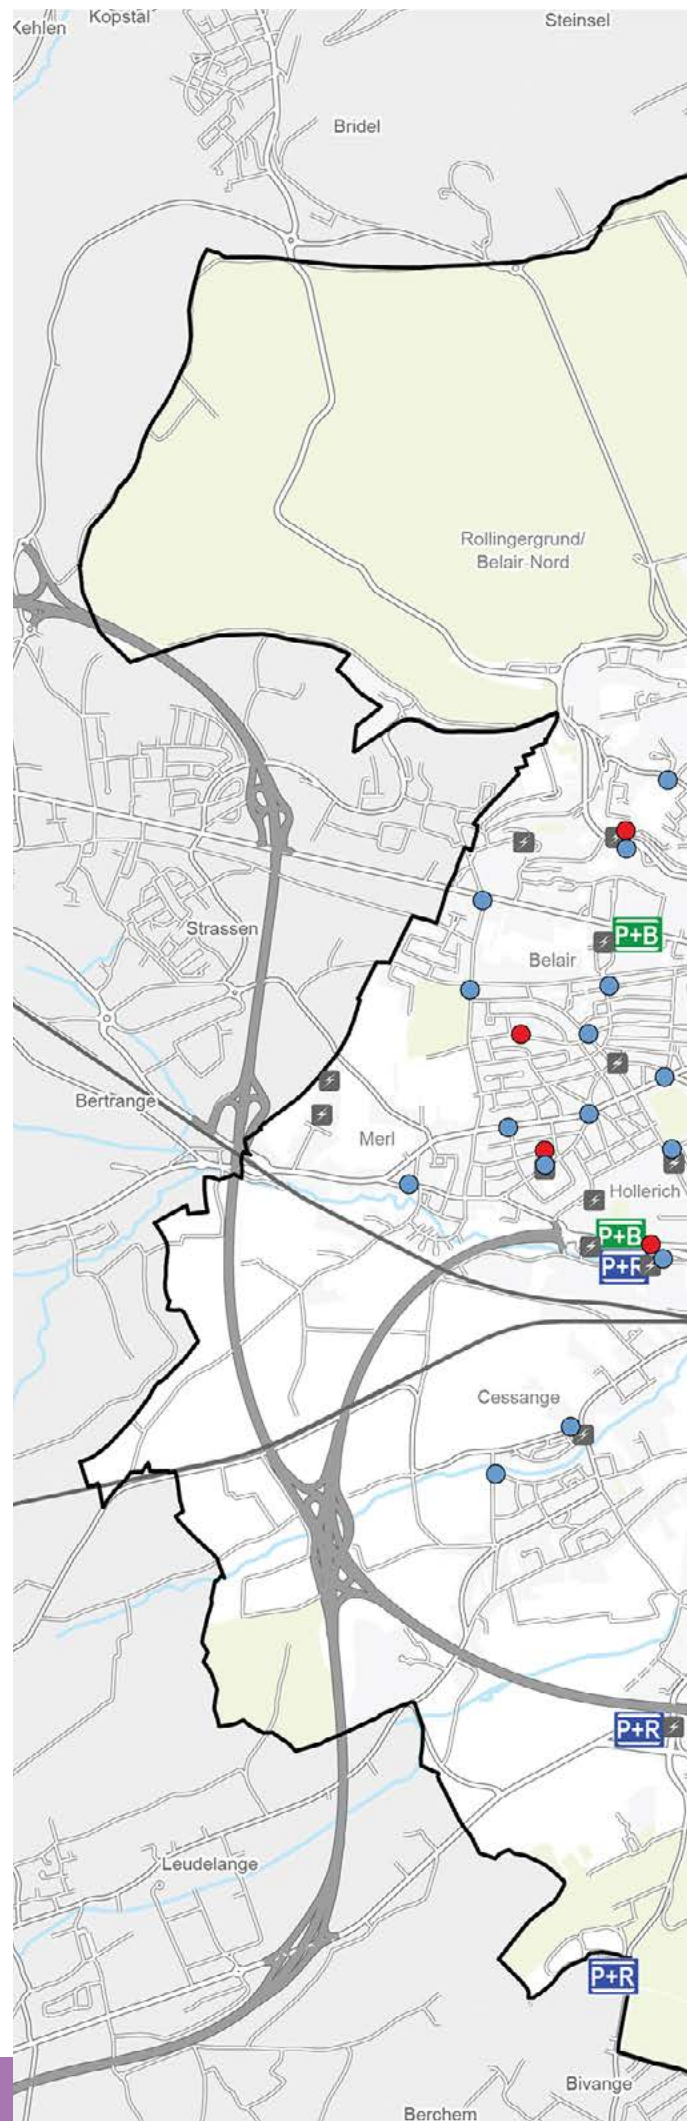 Kopstal
Kehlen
Steinsel
Bridel
Rollingergrund/
Belair-Nord
Strassen
P+B
Belair
Bertrange
Merl
Hollerich
P+B
P+R
Cessange
P+R
Leudelange
P+R
Bivange
Berchem